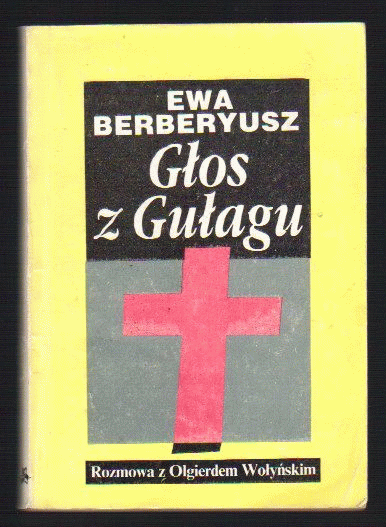 EWA
BERBERYUSZ
Głos
z Gułagu
Rozmowa z Olgierdem Wołyńskim